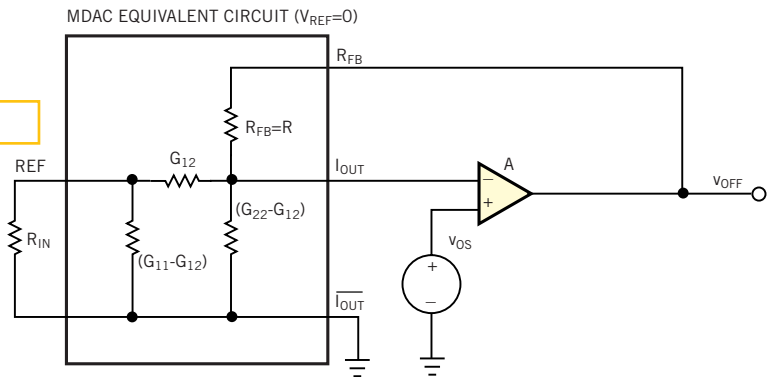 MDAC EQUIVALENT CIRCUIT (VREF=0)
RFB
RFB=R
G12
REF
IOUT
A
−
+
vOFF
(G22-G12)
RIN
(G11-G12)
vOS
+
−
IOUT